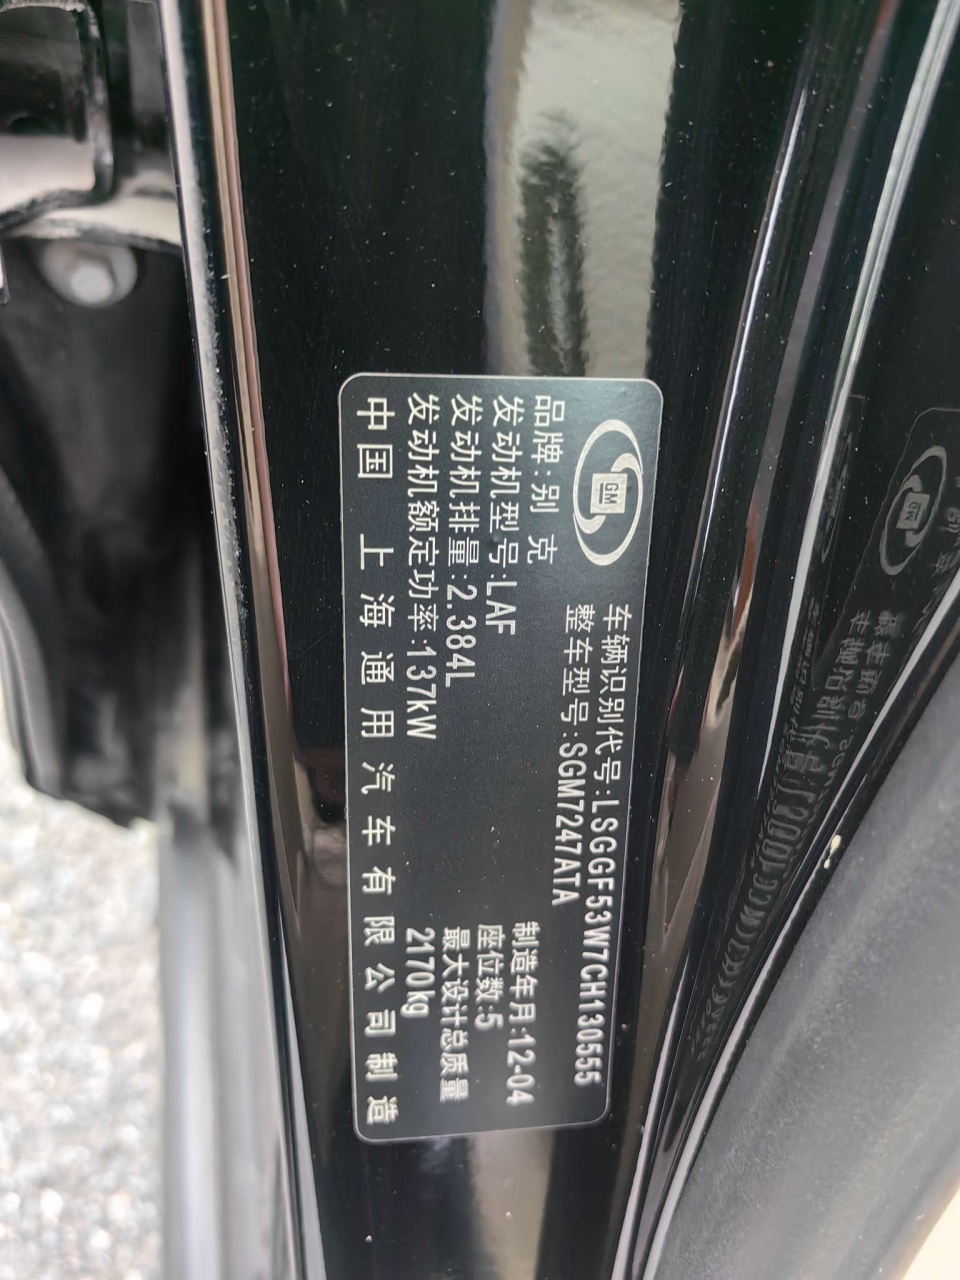 GM
车辆识别代号:LSGGF53W7CH130555
整车型号:SGM7247ATA
品牌:别 克
发动机型号:LAF
发动机排量:2.384L
发动机额定功率:137kW
制造年月:12-04
座位数:5
最大设计总质量
2170kg
中国 上海通用汽车有限公司制造